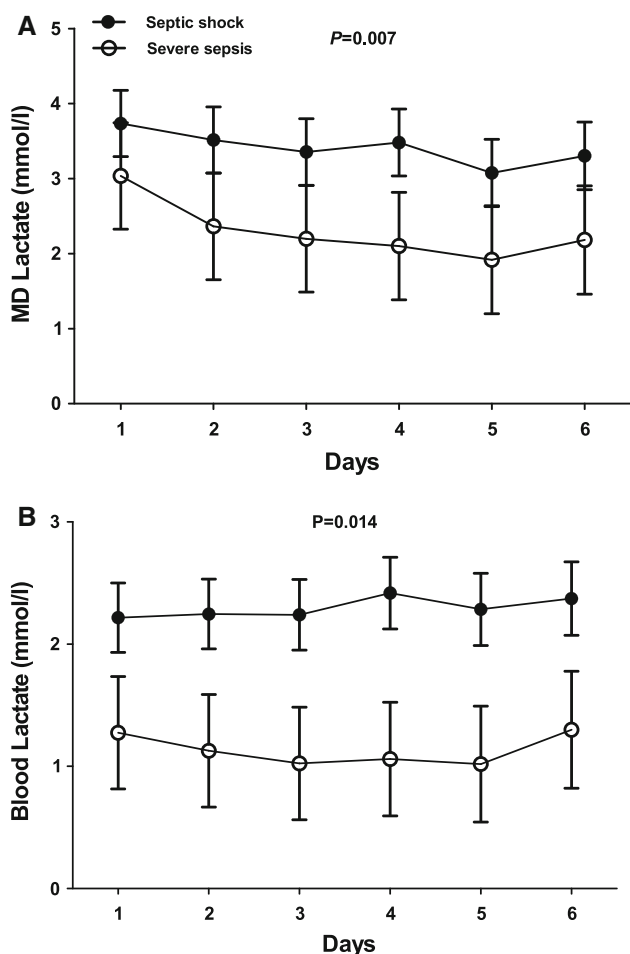 A
Septic shock
Severe sepsis
P=0.007
5
4
3
2
1
0
MD Lactate (mmol/l)
1 2 3 4 5 6
Days
B
P=0.014
3
2
1
0
Blood Lactate (mmol/l)
1 2 3 4 5 6
Days